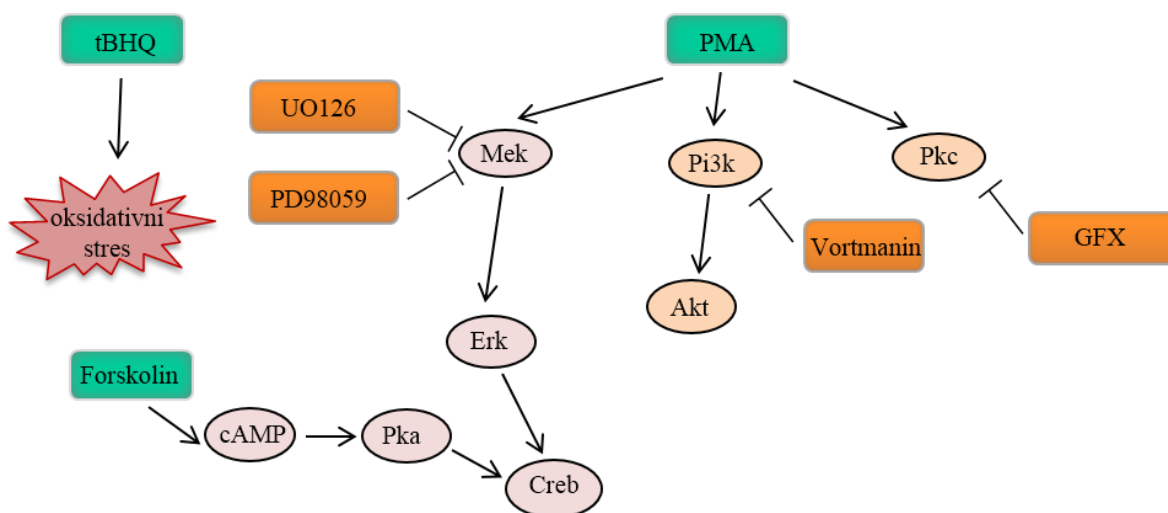 tBHQ
PMA
UO126
Mek
Pi3k
Pkc
PD98059
oksidativni
stres
Vortmanin
GFX
Akt
Erk
Forskolin
cAMP
Pka
Creb